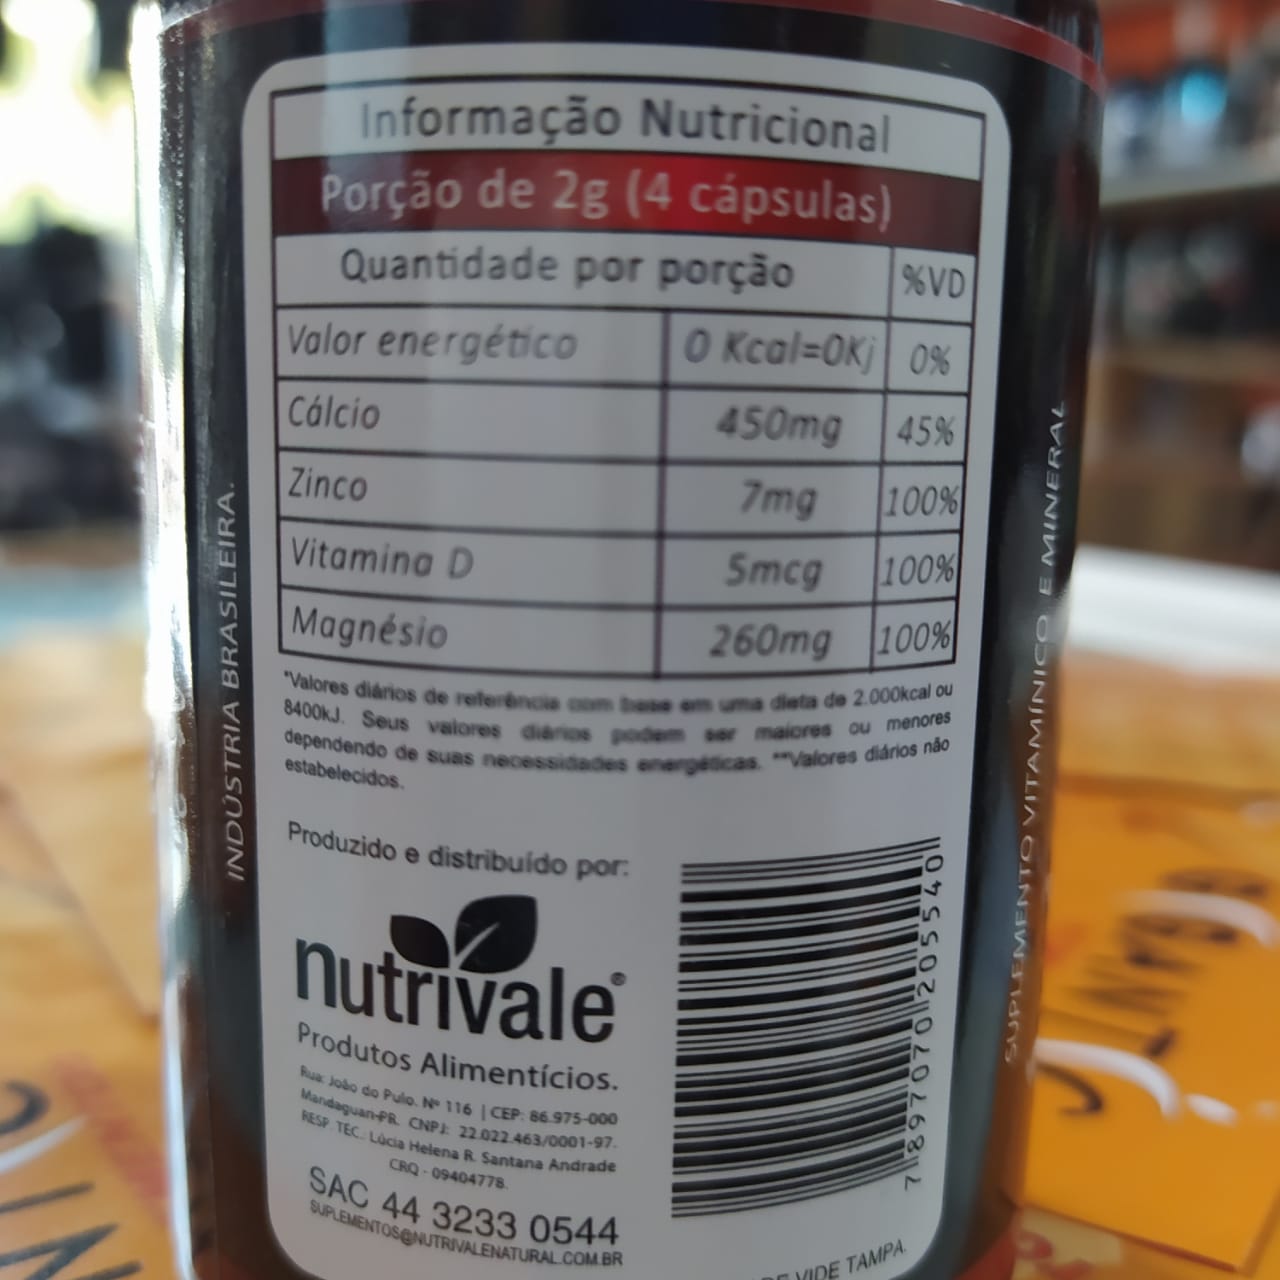 Informação Nutricional
Porção de 2g (4 cápsulas)
Quantidade por porção %VD
Valor energético 0 Kcal=0Kj 0%
Cálcio 450mg 45%
Zinco 7mg 100%
Vitamina D 5mcg 100%
Magnésio 260mg 100%
*Valores diários de referência com base em uma dieta de 2.000kcal ou
8400kJ. Seus valores diários podem ser maiores ou menores
dependendo de suas necessidades energéticas. **Valores diários não
estabelecidos.
Produzido e distribuído por:
nutrivale®
Produtos Alimentícios.
Rua: João do Pulo. Nº 116 | CEP: 86.975-000
Mandaguari-PR. CNPJ: 22.022.463/0001-97.
RESP. TEC.: Lúcia Helena R. Santana Andrade
CRQ - 09404778.
SAC 44 3233 0544
SUPLEMENTOS@NUTRIVALENATURAL.COM.BR
7 897070 205540
VIDE TAMPA.
INDÚSTRIA BRASILEIRA.
SUPLEMENTO VITAMÍNICO E MINERAL